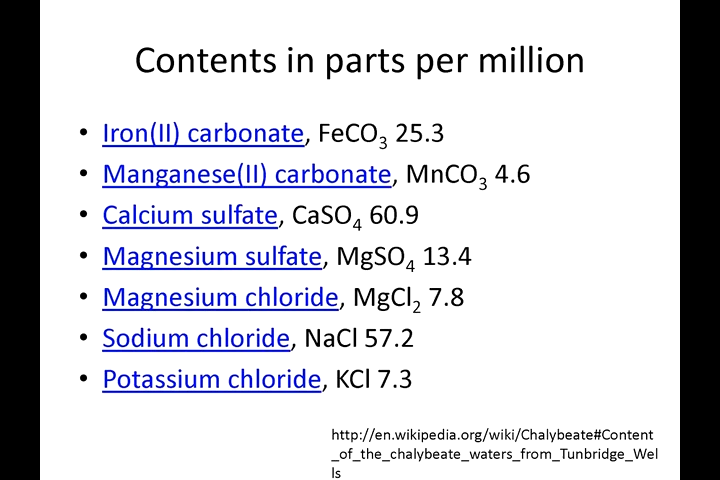 Contents in parts per million
• Iron(II) carbonate, FeCO₃ 25.3
• Manganese(II) carbonate, MnCO₃ 4.6
• Calcium sulfate, CaSO₄ 60.9
• Magnesium sulfate, MgSO₄ 13.4
• Magnesium chloride, MgCl₂ 7.8
• Sodium chloride, NaCl 57.2
• Potassium chloride, KCl 7.3
http://en.wikipedia.org/wiki/Chalybeate#Content
_of_the_chalybeate_waters_from_Tunbridge_Wel
ls